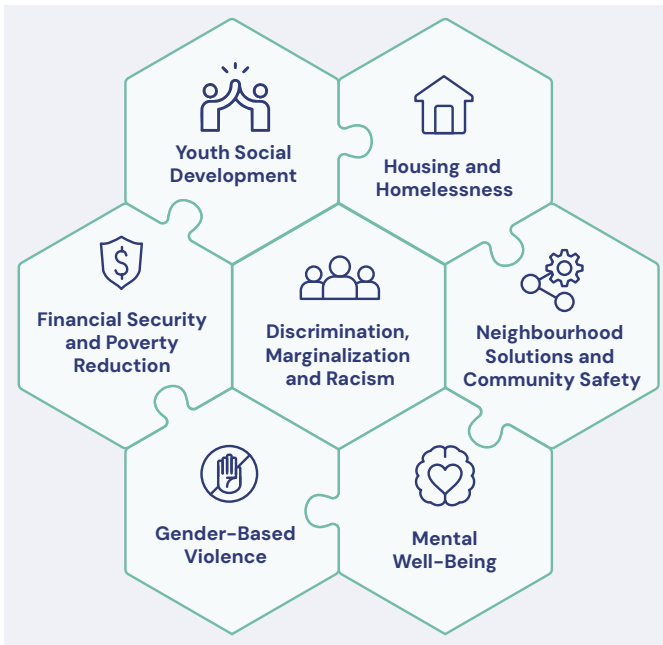 Youth Social
Development
Housing and
Homelessness
Financial Security
and Poverty
Reduction
Discrimination,
Marginalization
and Racism
Neighbourhood
Solutions and
Community Safety
Gender-Based
Violence
Mental
Well-Being